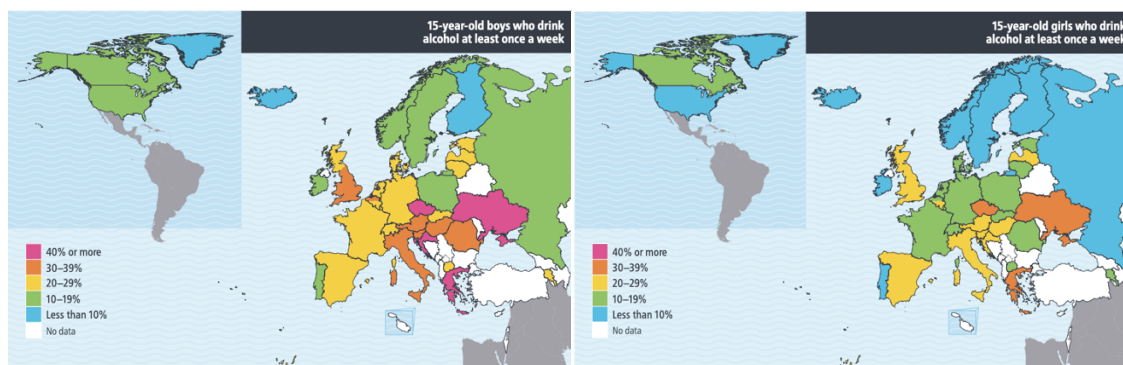 15-year-old boys who drink
alcohol at least once a week
40% or more
30–39%
20–29%
10–19%
Less than 10%
No data
15-year-old girls who drink
alcohol at least once a week
40% or more
30–39%
20–29%
10–19%
Less than 10%
No data